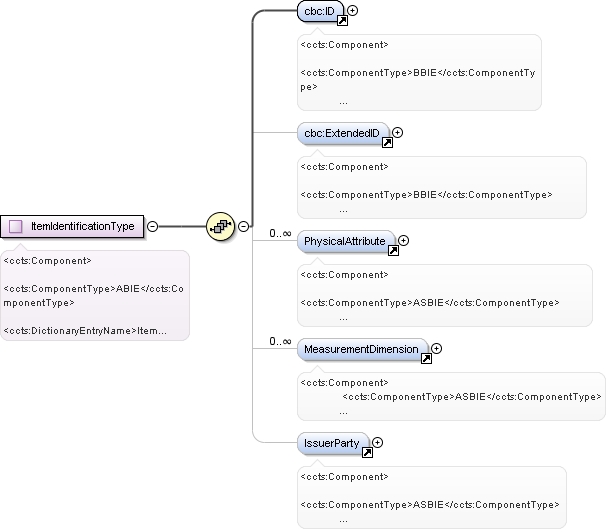 cbc:ID
<ccts:Component>
<ccts:ComponentType>BBIE</ccts:ComponentTy
pe>
...
cbc:ExtendedID
<ccts:Component>
<ccts:ComponentType>BBIE</ccts:ComponentType>
...
ItemIdentificationType
<ccts:Component>
<ccts:ComponentType>ABIE</ccts:Co
mponentType>
<ccts:DictionaryEntryName>Item...
0..∞
PhysicalAttribute
<ccts:Component>
<ccts:ComponentType>ASBIE</ccts:ComponentType>
...
0..∞
MeasurementDimension
<ccts:Component>
<ccts:ComponentType>ASBIE</ccts:ComponentType>
...
IssuerParty
<ccts:Component>
<ccts:ComponentType>ASBIE</ccts:ComponentType>
...